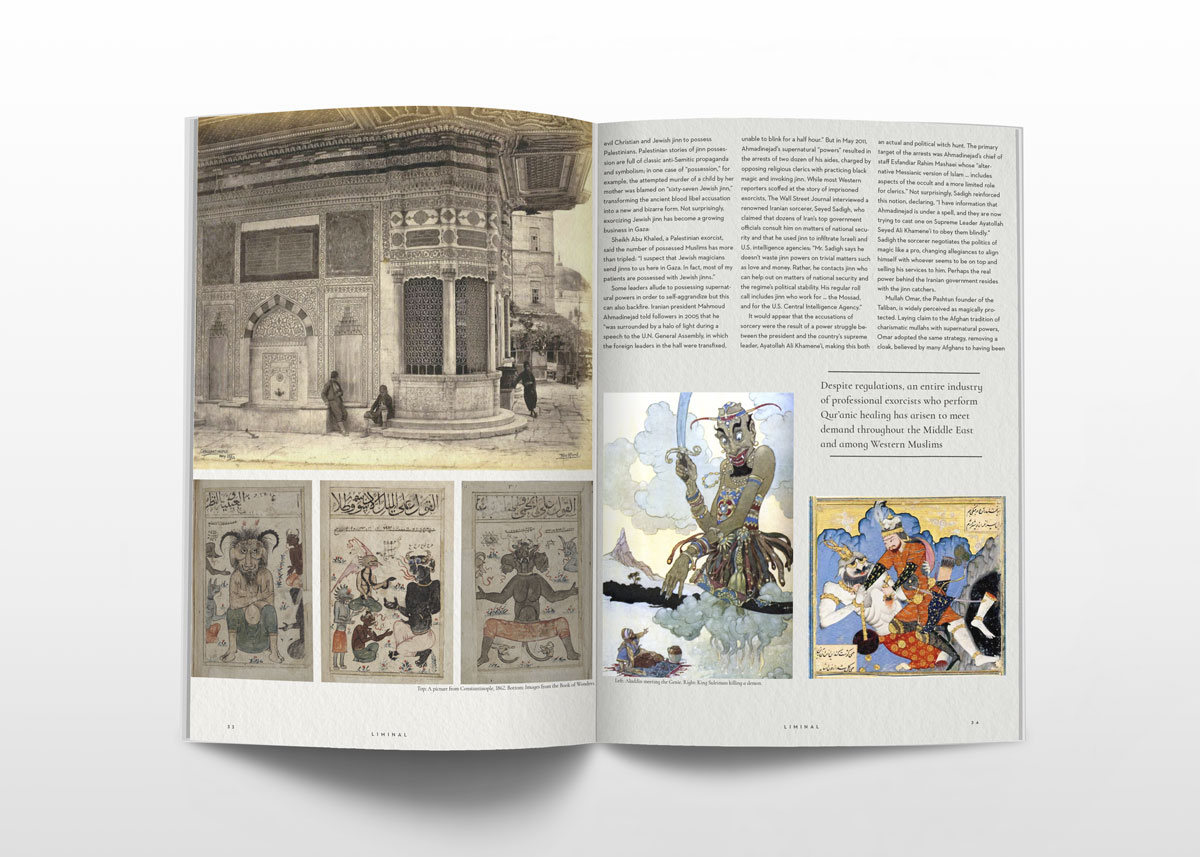 evil Christian and Jewish jinn to possess
Palestinians. Palestinian stories of jinn posses-
sion are full of classic anti-Semitic propaganda
and symbolism; in one case of "possession," for
example, the attempted murder of a child by her
mother was blamed on "sixty-seven Jewish jinn,"
transforming the ancient blood libel accusation
into a new and bizarre form. Not surprisingly,
exorcizing Jewish jinn has become a growing
business in Gaza.
Sheikh Abu Khaled, a Palestinian exorcist,
said the number of possessed Muslims has more
than tripled: "I suspect that Jewish magicians
send jinns to us here in Gaza. In fact, most of my
patients are possessed with Jewish jinns."
Some leaders allude to possessing supernat-
ural powers in order to self-aggrandize but this
can also backfire. Iranian president Mahmoud
Ahmadinejad told followers in 2005 that he
"was surrounded by a halo of light during a
speech to the U.N. General Assembly, in which
the foreign leaders in the hall were transfixed,
unable to blink for a half hour." But in May 2011,
Ahmadinejad's supernatural "powers" resulted in
the arrests of two dozen of his aides, charged by
opposing religious clerics with practicing black
magic and invoking jinn. While most Western
reporters scoffed at the story of imprisoned
exorcists, The Wall Street Journal interviewed a
renowned Iranian sorcerer, Seyed Sadigh, who
claimed that dozens of Iran's top government
officials consult him on matters of national secu-
rity and that he used jinn to infiltrate Israeli and
U.S. intelligence agencies: "Mr. Sadigh says he
doesn't waste jinn powers on trivial matters such
as love and money. Rather, he contacts jinn who
can help out on matters of national security and
the regime's political stability. His regular roll
call includes jinn who work for ... the Mossad,
and for the U.S. Central Intelligence Agency."
It would appear that the accusations of
sorcery were the result of a power struggle be-
tween the president and the country's supreme
leader, Ayatollah Ali Khamene'i, making this both
an actual and political witch hunt. The primary
target of the arrests was Ahmadinejad's chief of
staff Esfandiar Rahim Mashaei whose "alter-
native Messianic version of Islam ... includes
aspects of the occult and a more limited role
for clerics." Not surprisingly, Sedigh reinforced
this notion, declaring, "I have information that
Ahmadinejad is under a spell, and they are now
trying to cast one on Supreme Leader Ayatollah
Seyed Ali Khamene'i to obey them blindly."
Sadigh the sorcerer negotiates the politics of
magic like a pro, changing allegiances to align
himself with whoever seems to be on top and
selling his services to him. Perhaps the real
power behind the Iranian government resides
with the jinn catchers.
Mullah Omar, the Pashtun founder of the
Taliban, is widely perceived as magically pro-
tected. Laying claim to the Afghan tradition of
charismatic mullahs with supernatural powers,
Omar adopted the same strategy, removing a
cloak, believed by many Afghans to having been
Despite regulations, an entire industry
of professional exorcists who perform
Qur'anic healing has arisen to meet
demand throughout the Middle East
and among Western Muslims
Top: A picture from Constantinople, 1862. Bottom: Images from the Book of Wonders.
Left: Aladdin meeting the Genie. Right: King Suleiman killing a demon.
33
LIMINAL
LIMINAL
34